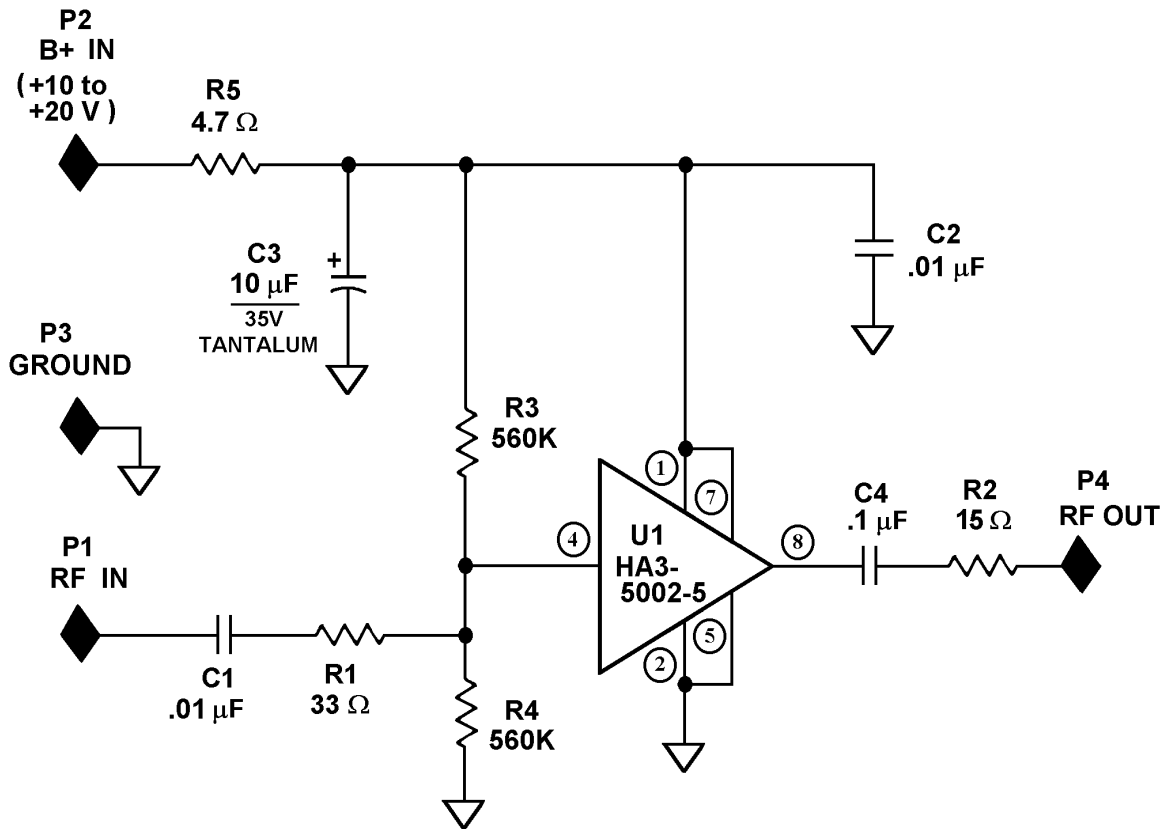 P2
B+ IN
(+10 to
+20 V)
R5
4.7 Ω
C3
+
10 µF
35V
TANTALUM
C2
.01 µF
P3
GROUND
R3
560K
1
7
4
U1
HA3-
5002-5
8
5
2
C4
.1 µF
R2
15 Ω
P4
RF OUT
P1
RF IN
C1
.01 µF
R1
33 Ω
R4
560K